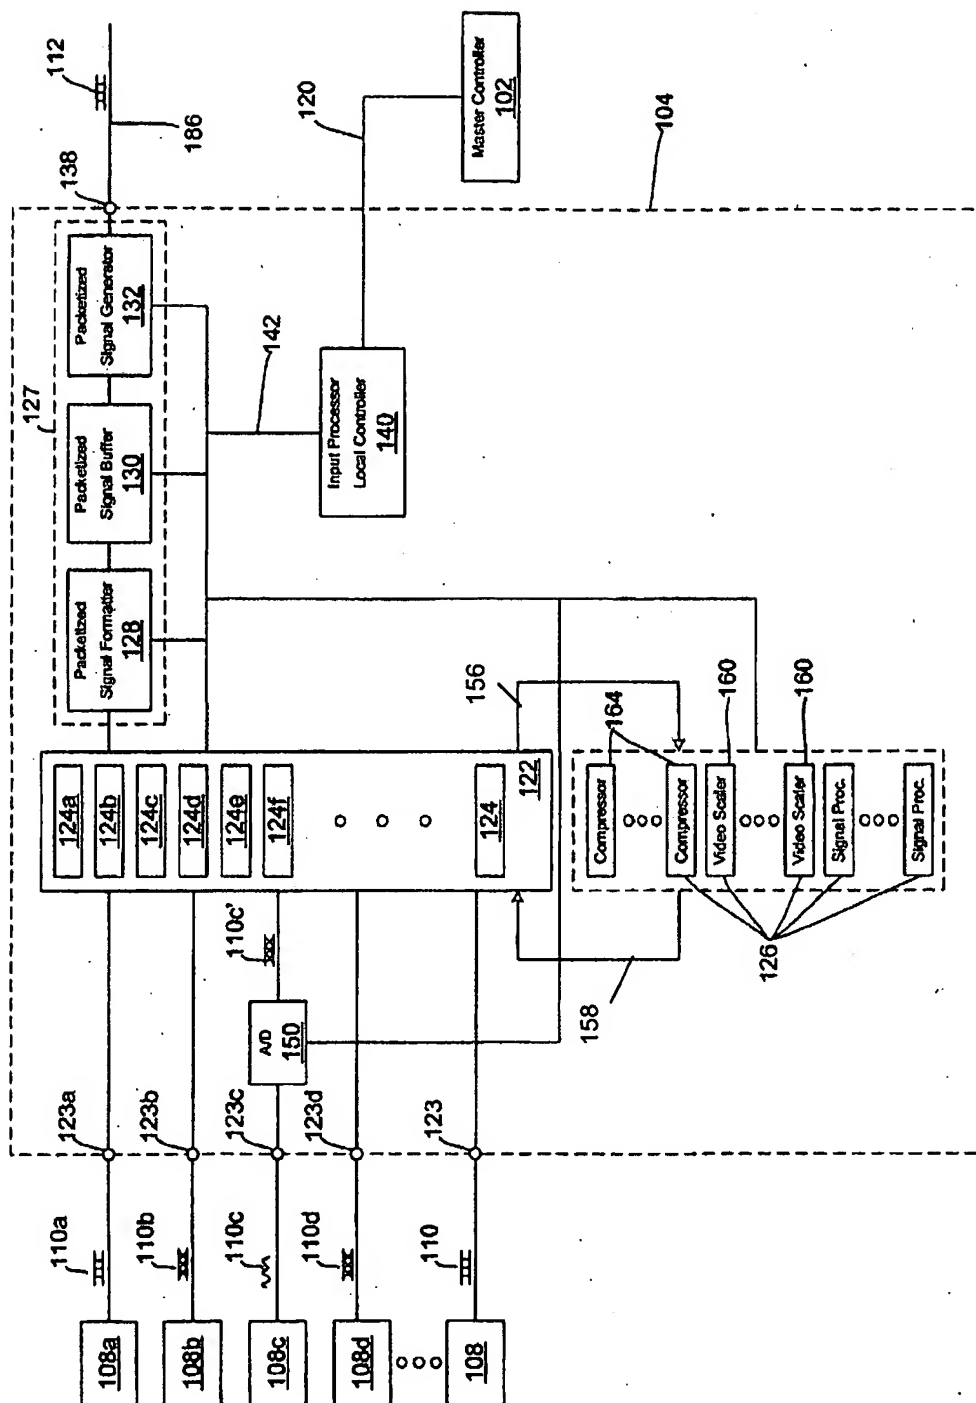 112
186
138
Packetized
Signal Generator
132
127
Packetized
Signal Buffer
130
Packetized
Signal Formatter
128
120
Master Controller
102
104
142
Input Processor
Local Controller
140
124a
124b
124c
124d
124e
124f
124
122
156
164
160
160
Compressor
Compressor
Video Scaler
Video Scaler
Signal Proc.
Signal Proc.
126
158
110c'
A/D
150
123a
123b
123c
123d
123
110a
110b
110c
110d
110
108a
108b
108c
108d
108